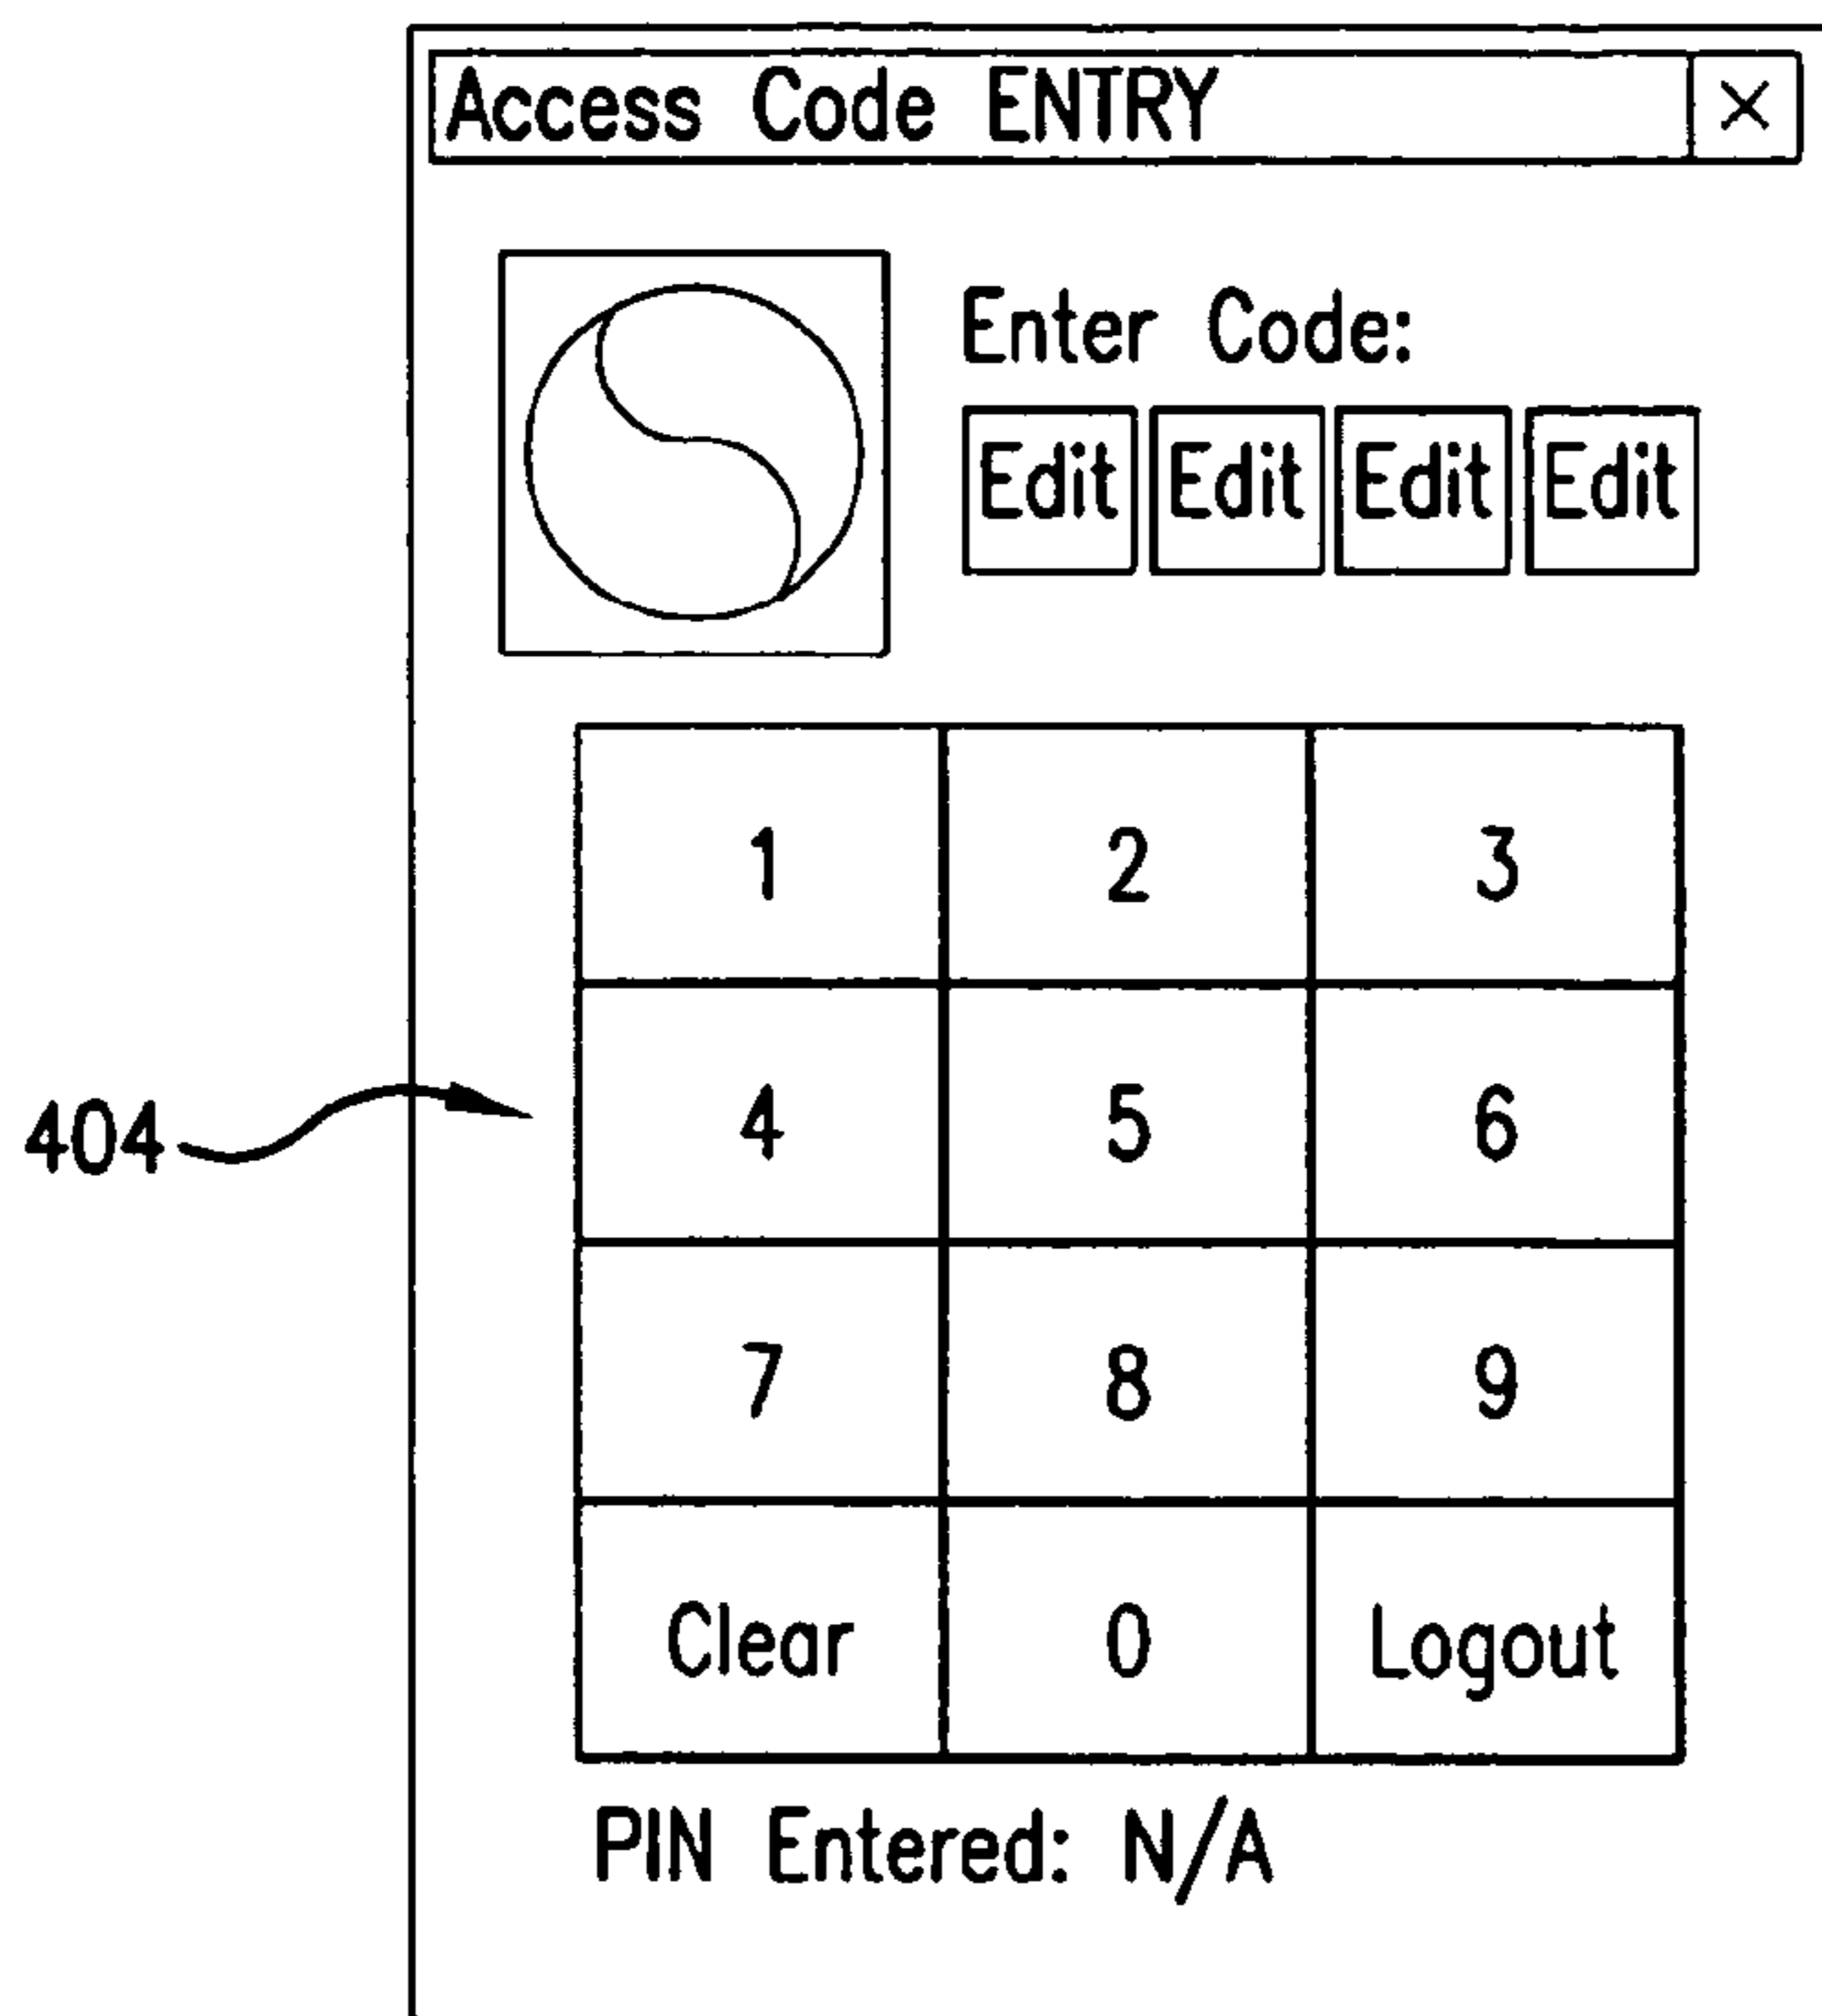 Access Code ENTRY X
Enter Code:
Edit Edit Edit Edit
1 2 3
404 4 5 6
7 8 9
Clear 0 Logout
PIN Entered: N/A